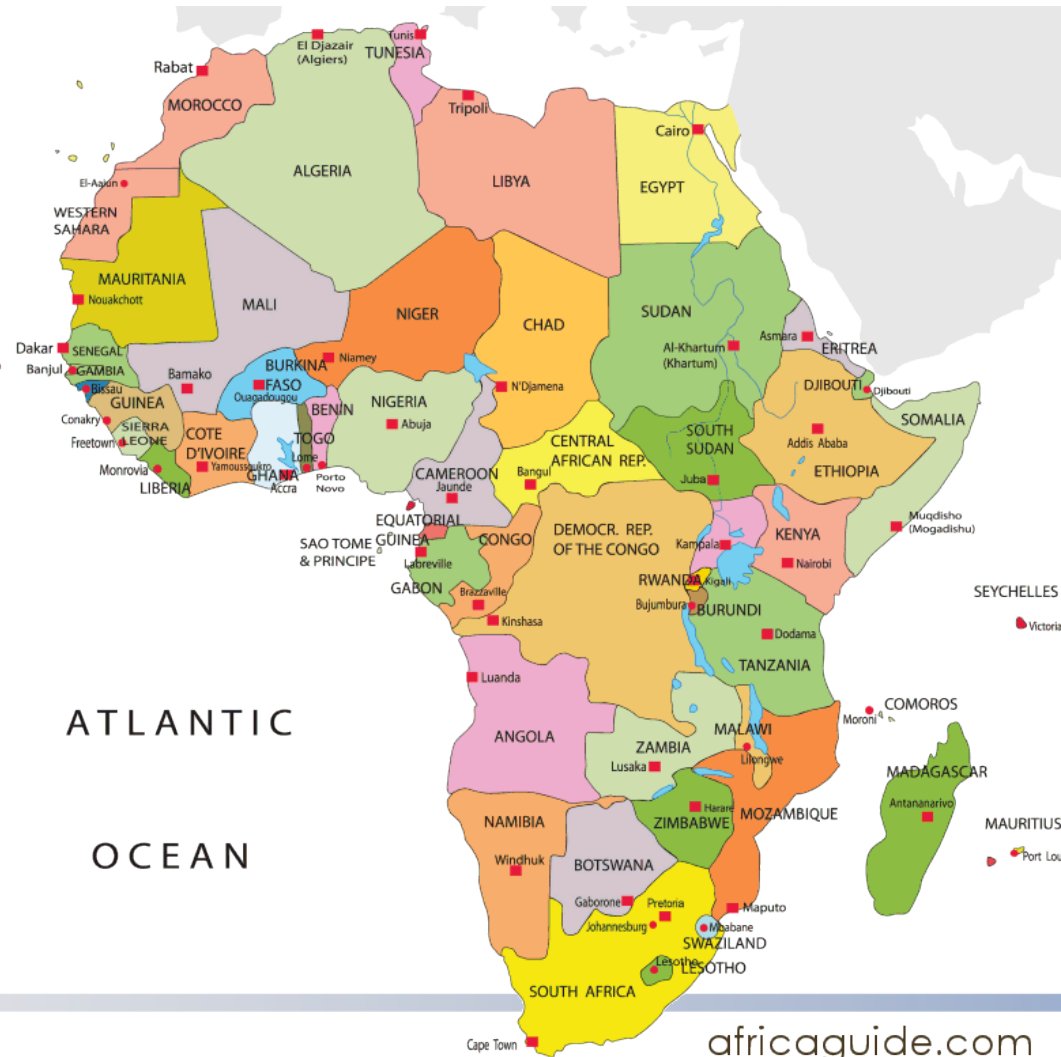 El Djazair
(Algiers)
Tunis
TUNESIA
Rabat
MOROCCO
Tripoli
Cairo
ALGERIA
LIBYA
EGYPT
El-Aaiun
WESTERN
SAHARA
MAURITANIA
Nouakchott
MALI
NIGER
CHAD
SUDAN
Al-Khartum
(Khartum)
Asmara
ERITREA
Dakar
SENEGAL
Banjul
GAMBIA
Bissau
Bamako
BURKINA
FASO
Ouagadougou
Niamey
N'Djamena
DJIBOUTI
Djibouti
GUINEA
Conakry
SIERRA
LEONE
Freetown
COTE
D'IVOIRE
Yamoussoukro
BENIN
TOGO
NIGERIA
Abuja
SOMALIA
Addis Ababa
ETHIOPIA
SOUTH
SUDAN
Juba
CENTRAL
AFRICAN REP.
Bangui
Monrovia
LIBERIA
GHANA
Accra
Lome
Porto
Novo
CAMEROON
Jaunde
EQUATORIAL
GUINEA
SAO TOME
& PRINCIPE
Labreville
GABON
CONGO
Brazzaville
Kinshasa
DEMOCR. REP.
OF THE CONGO
Kampala
KENYA
Nairobi
Muqdisho
(Mogadishu)
RWANDA
Kigali
Bujumbura
BURUNDI
SEYCHELLES
Victoria
Dodama
TANZANIA
Luanda
ANGOLA
ZAMBIA
Lusaka
MALAWI
Lilongwe
COMOROS
Moroni
ATLANTIC
OCEAN
MADAGASCAR
Antananarivo
MAURITIUS
Port Lou
NAMIBIA
Windhuk
BOTSWANA
Gaborone
Harare
ZIMBABWE
MOZAMBIQUE
Pretoria
Johannesburg
Maputo
Mbabane
SWAZILAND
Lesotho
LESOTHO
SOUTH AFRICA
Cape Town
africaguide.com